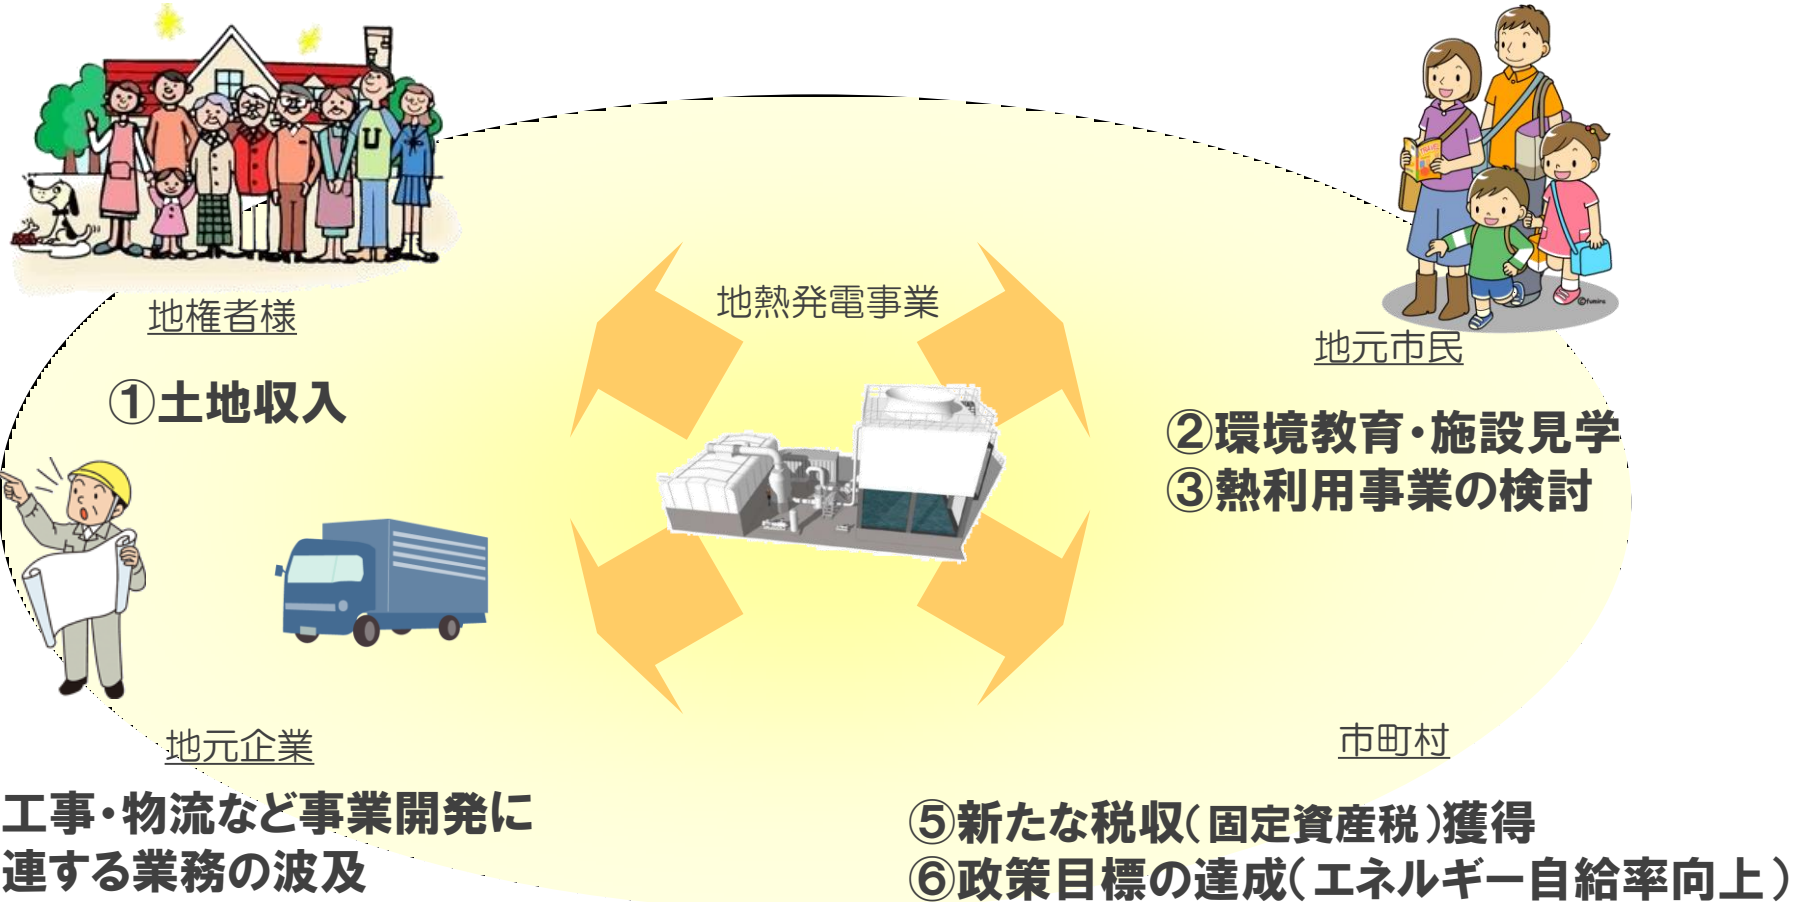 地熱発電事業
地権者様
①土地収入
地元市民
②環境教育・施設見学
③熱利用事業の検討
地元企業
工事・物流など事業開発に
連する業務の波及
市町村
⑤新たな税収(固定資産税)獲得
⑥政策目標の達成(エネルギー自給率向上)
U
©fumira